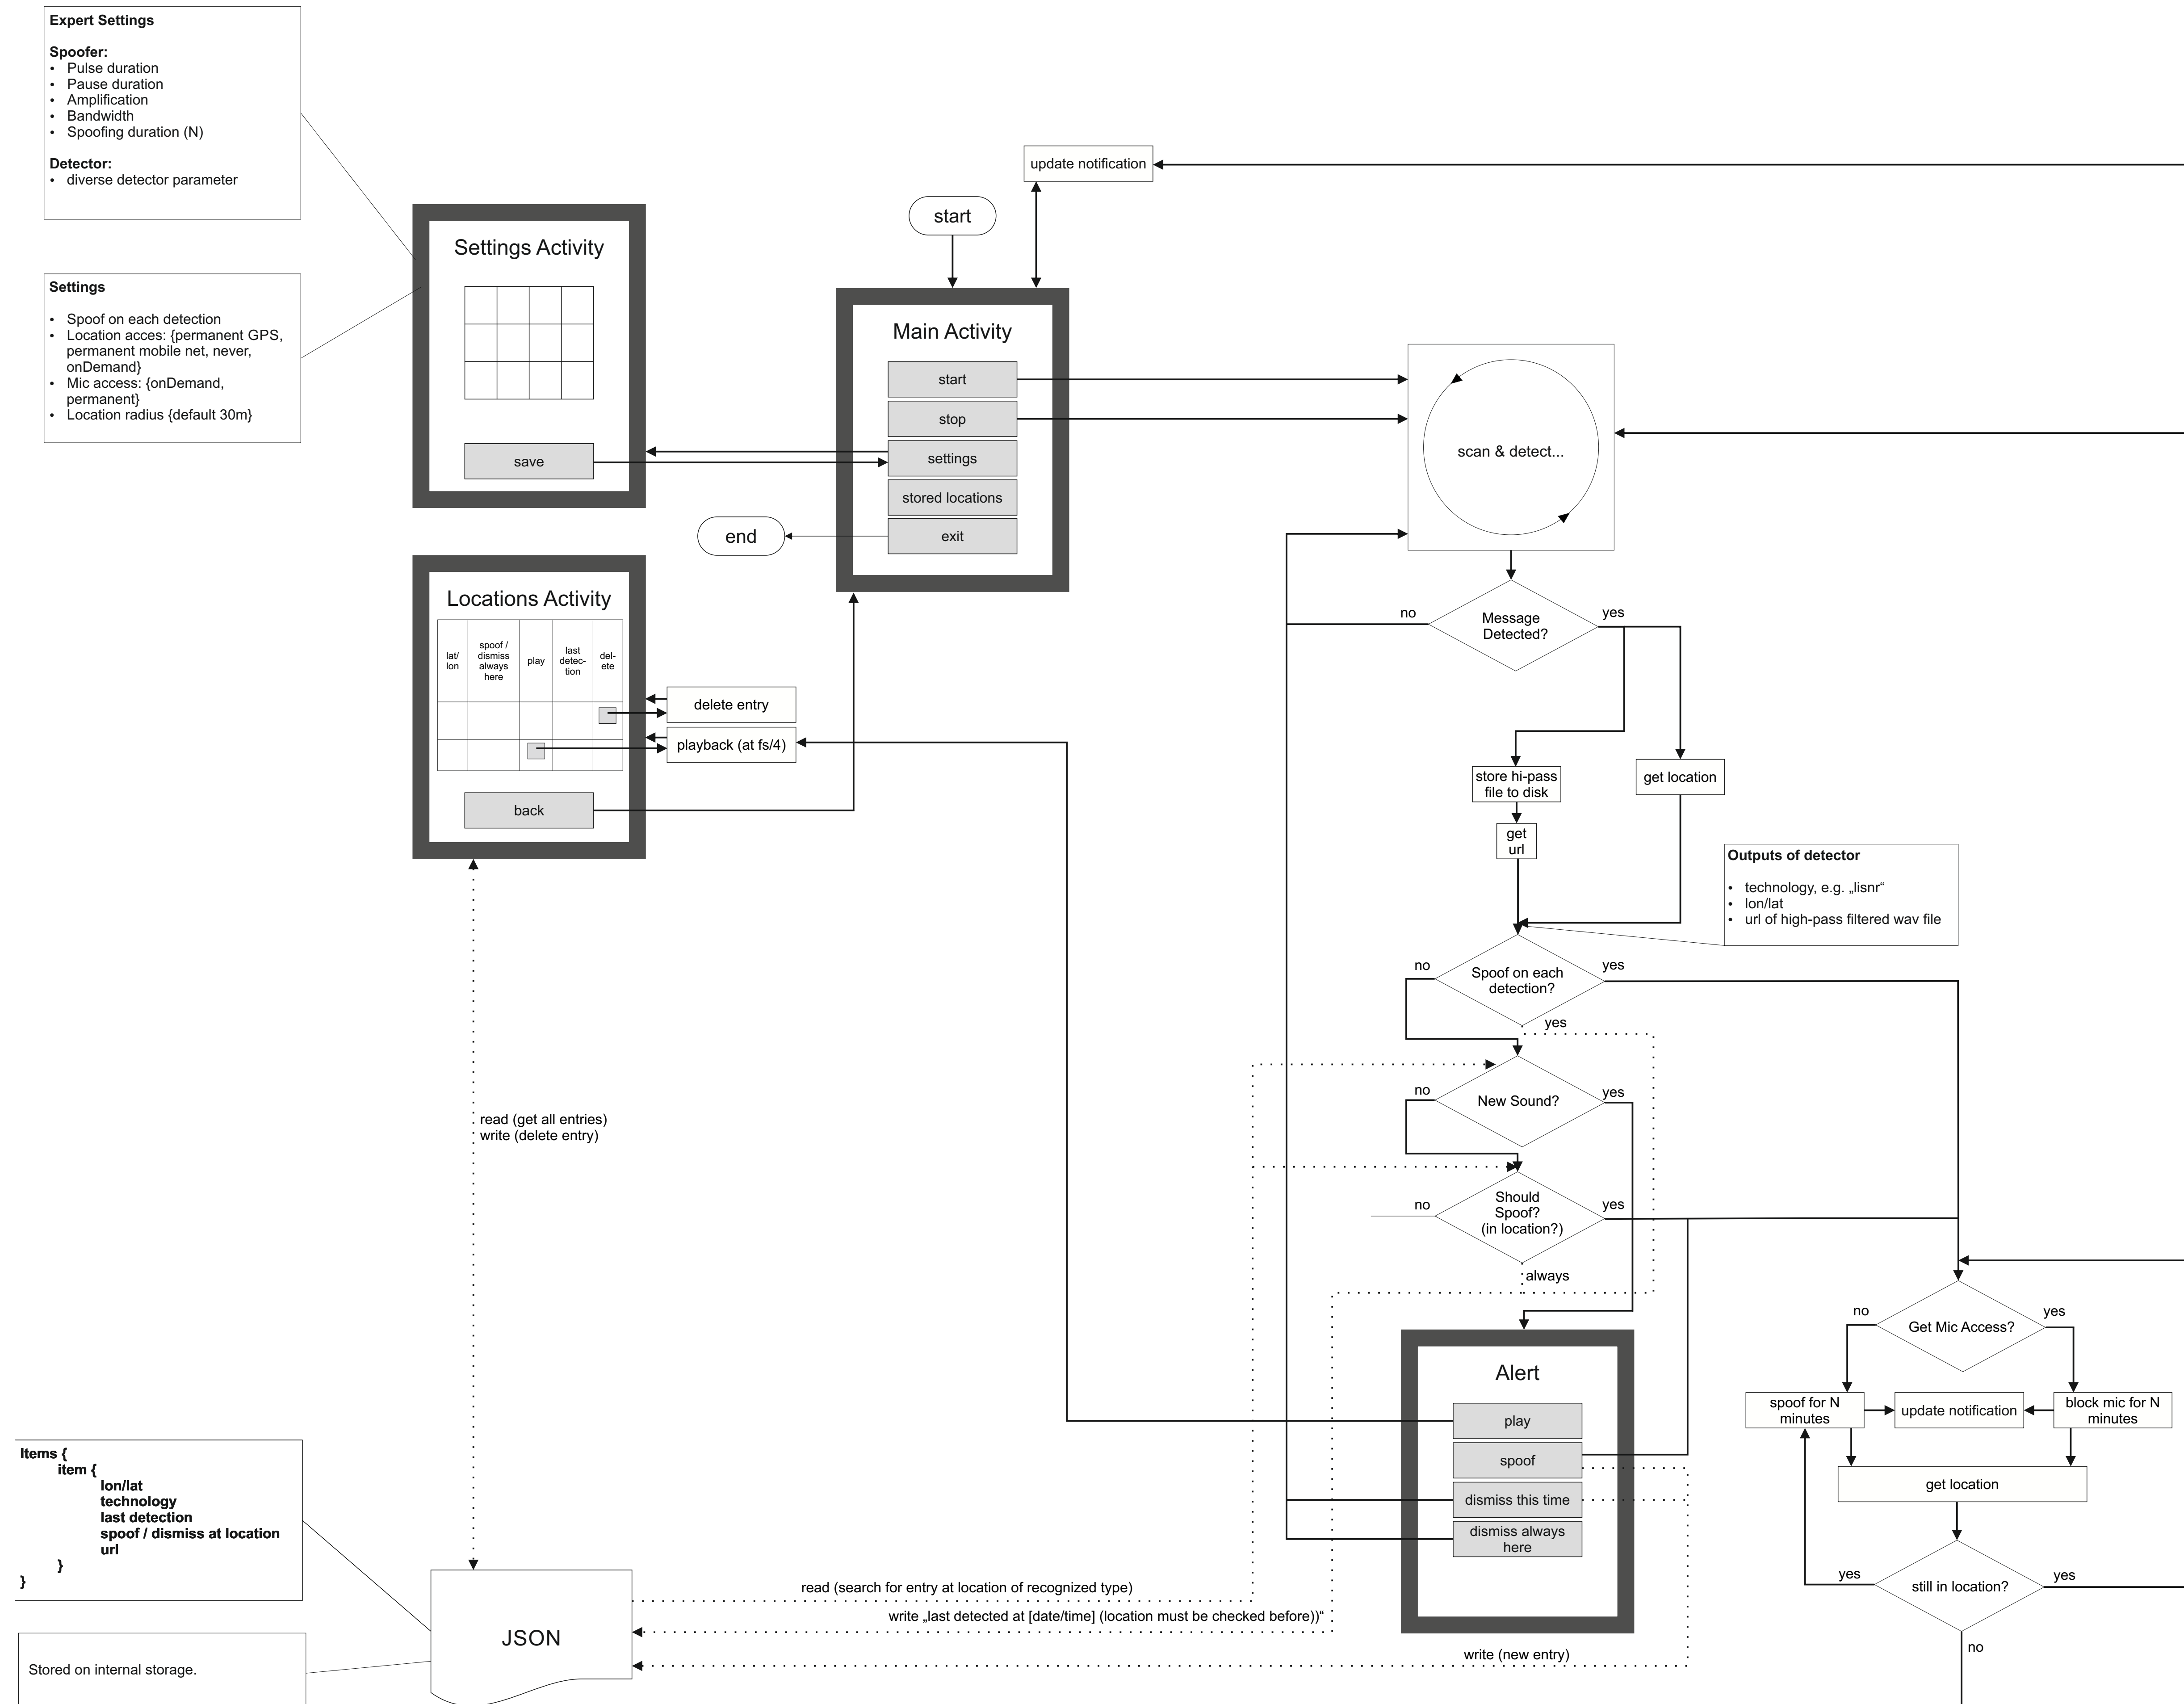 Expert Settings
Spoofer:
• Pulse duration
• Pause duration
• Amplification
• Bandwidth
• Spoofing duration (N)
Detector:
• diverse detector parameter
Settings
• Spoof on each detection
• Location acces: {permanent GPS,
permanent mobile net, never,
onDemand}
• Mic access: {onDemand,
permanent}
• Location radius {default 30m}
Settings Activity
save
update notification
start
Main Activity
start
stop
settings
stored locations
exit
end
scan & detect...
Locations Activity
lat/
lon
spoof /
dismiss
always
here
play
last
detec-
tion
del-
ete
back
delete entry
playback (at fs/4)
Message
Detected?
no
yes
store hi-pass
file to disk
get
url
get location
Outputs of detector
• technology, e.g. „lisnr“
• lon/lat
• url of high-pass filtered wav file
Spoof on each
detection?
no
yes
yes
New Sound?
no
yes
Should
Spoof?
(in location?)
no
yes
always
Alert
play
spoof
dismiss this time
dismiss always
here
Get Mic Access?
no
yes
spoof for N
minutes
update notification
block mic for N
minutes
get location
still in location?
yes
yes
no
read (get all entries)
write (delete entry)
Items {
item {
lon/lat
technology
last detection
spoof / dismiss at location
url
}
}
Stored on internal storage.
JSON
read (search for entry at location of recognized type)
write „last detected at [date/time] (location must be checked before))“
write (new entry)